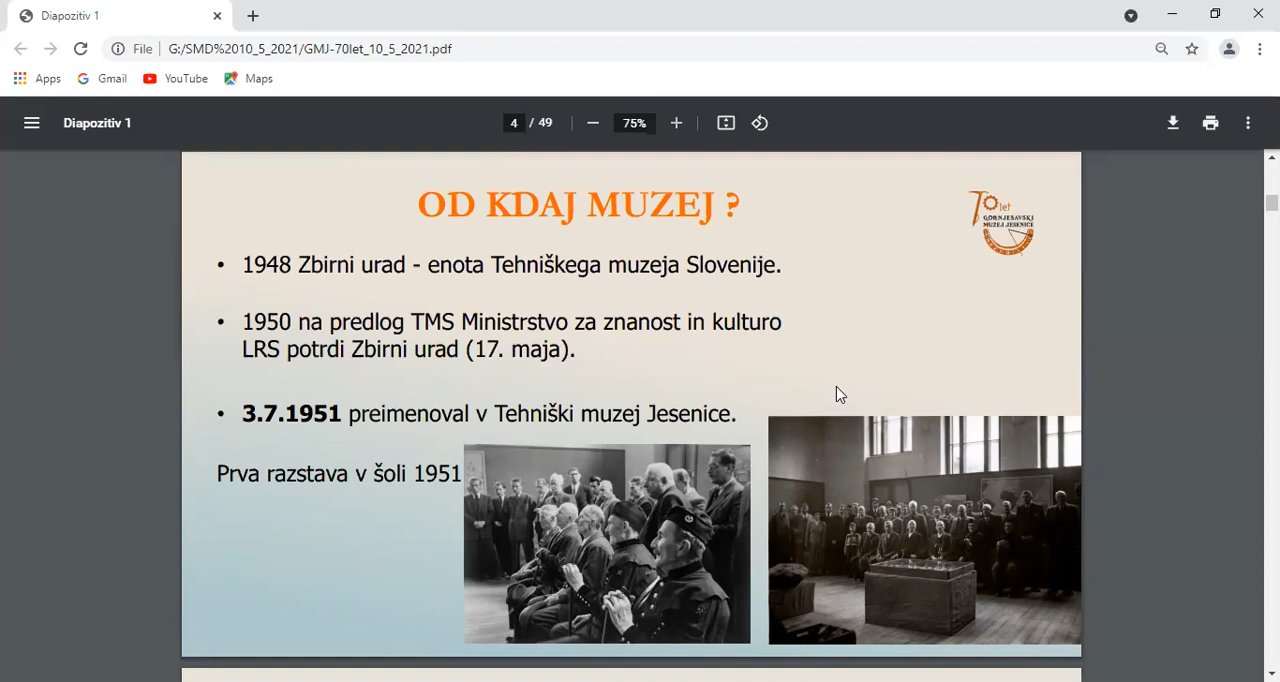 Diapozitiv 1
File
G:/SMD%2010_5_2021/GMJ-70let_10_5_2021.pdf
Apps
Gmail
YouTube
Maps
Diapozitiv 1
4 / 49
75%
OD KDAJ MUZEJ ?
70 let
GORNJESAVSKI
MUZEJ JESENICE
• 1948 Zbirni urad - enota Tehniškega muzeja Slovenije.
• 1950 na predlog TMS Ministrstvo za znanost in kulturo
LRS potrdi Zbirni urad (17. maja).
• 3.7.1951 preimenoval v Tehniški muzej Jesenice.
Prva razstava v šoli 1951